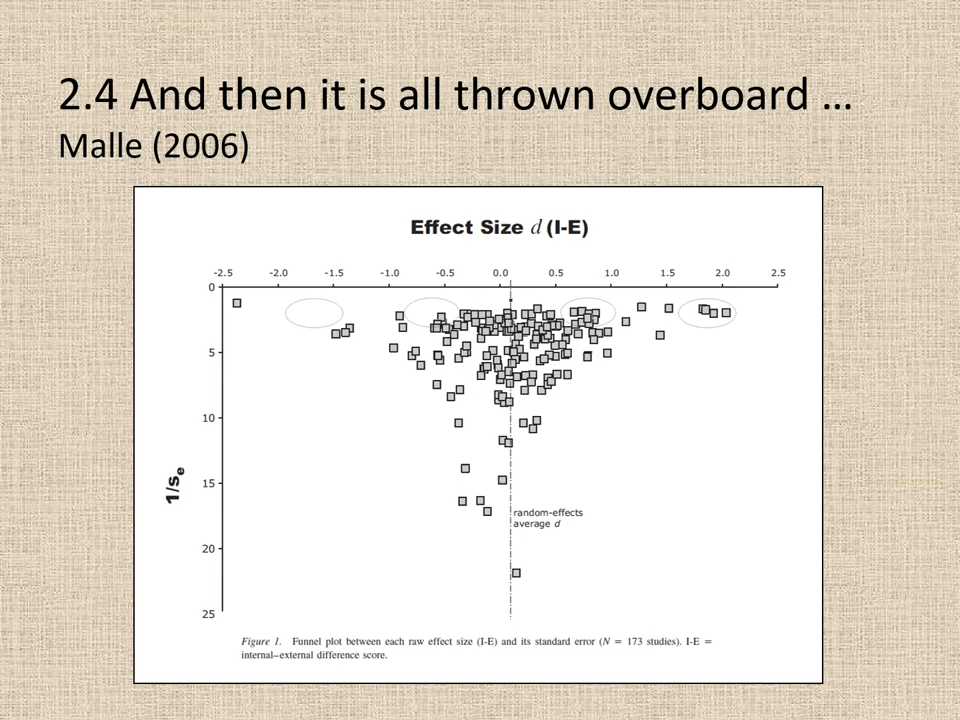 2.4 And then it is all thrown overboard …
Malle (2006)
Effect Size d (I-E)
-2.5 -2.0 -1.5 -1.0 -0.5 0.0 0.5 1.0 1.5 2.0 2.5
0
5
10
15
20
25
1/se
random-effects
average d
Figure 1. Funnel plot between each raw effect size (I-E) and its standard error (N = 173 studies). I-E =
internal–external difference score.